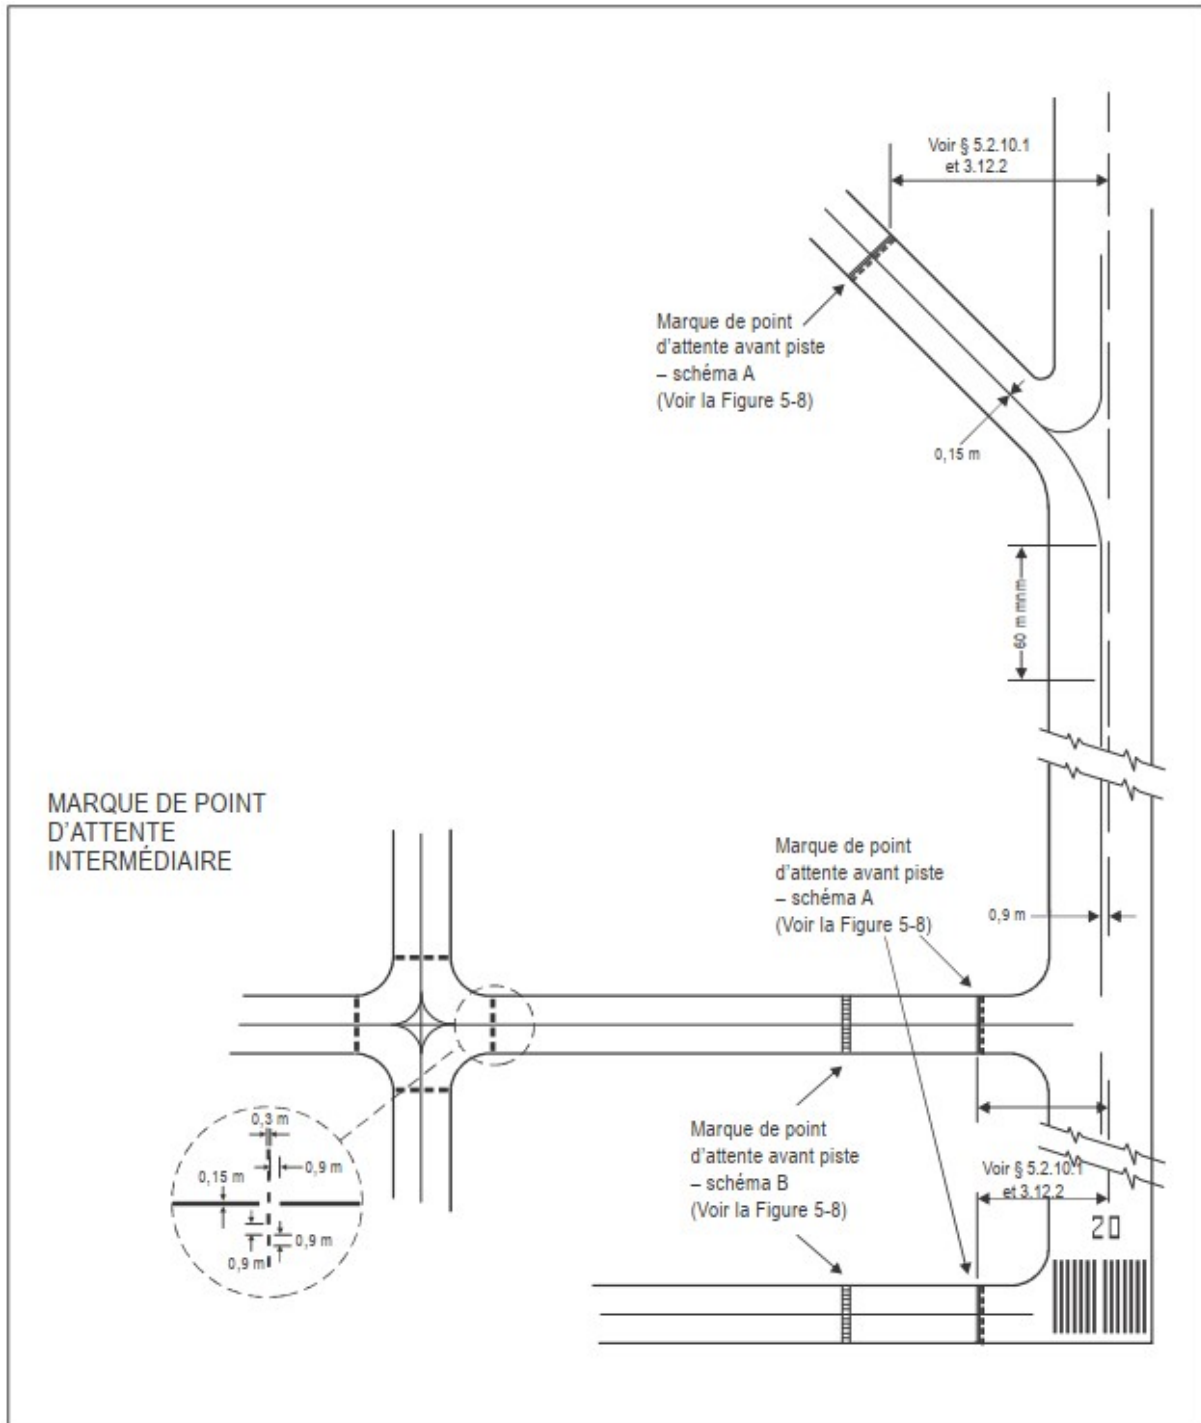 Voir § 5.2.10.1
et 3.12.2
Marque de point
d'attente avant piste
– schéma A
(Voir la Figure 5-8)
0,15 m
60 m mnm
MARQUE DE POINT
D'ATTENTE
INTERMÉDIAIRE
Marque de point
d'attente avant piste
– schéma A
(Voir la Figure 5-8)
0,9 m
0,3 m
0,9 m
0,15 m
0,9 m
0,9 m
Marque de point
d'attente avant piste
– schéma B
(Voir la Figure 5-8)
Voir § 5.2.10.1
et 3.12.2
20